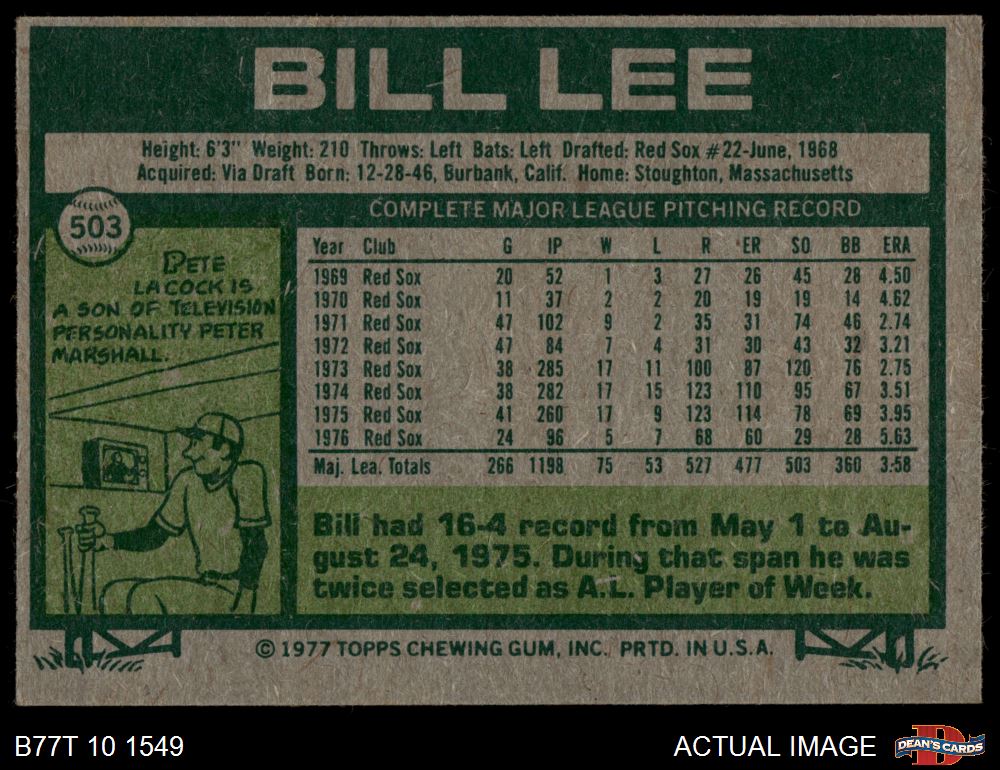 BILL LEE
Height: 6'3" Weight: 210 Throws: Left Bats: Left Drafted: Red Sox #22-June, 1968
Acquired: Via Draft Born: 12-28-46, Burbank, Calif. Home: Stoughton, Massachusetts
503
COMPLETE MAJOR LEAGUE PITCHING RECORD
Year Club G IP W L R ER SO BB ERA
1969 Red Sox 20 52 1 3 27 26 45 28 4.50
1970 Red Sox 11 37 2 2 20 19 19 14 4.62
1971 Red Sox 47 102 9 2 35 31 74 46 2.74
1972 Red Sox 47 84 7 4 31 30 43 32 3.21
1973 Red Sox 38 285 17 11 100 87 120 76 2.75
1974 Red Sox 38 282 17 15 123 110 95 67 3.51
1975 Red Sox 41 260 17 9 123 114 78 69 3.95
1976 Red Sox 24 96 5 7 68 60 29 28 5.63
Maj. Lea. Totals 266 1198 75 53 527 477 503 360 3.58
PETE
LACOCK IS
A SON OF TELEVISION
PERSONALITY PETER
MARSHALL.
Bill had 16-4 record from May 1 to Au-
gust 24, 1975. During that span he was
twice selected as A.L. Player of Week.
© 1977 TOPPS CHEWING GUM, INC. PRTD. IN U.S.A.
B77T 10 1549
ACTUAL IMAGE
DEAN'S CARDS